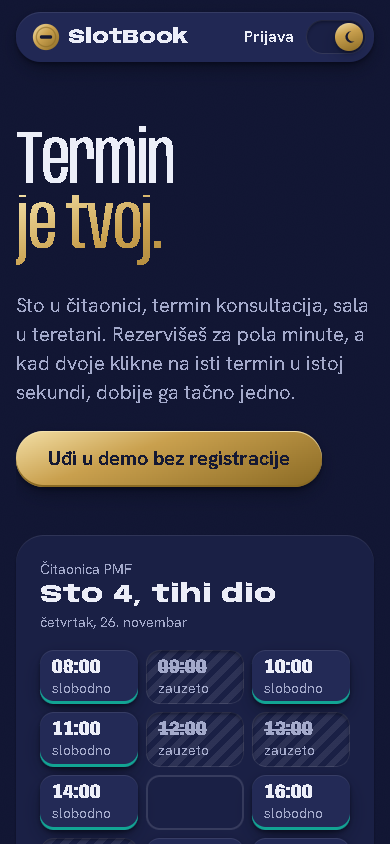 SlotBook
Prijava
Termin
je tvoj.
Sto u čitaonici, termin konsultacija, sala
u teretani. Rezervišeš za pola minute, a
kad dvoje klikne na isti termin u istoj
sekundi, dobije ga tačno jedno.
Uđi u demo bez registracije
Čitaonica PMF
Sto 4, tihi dio
četvrtak, 26. novembar
08:00 09:00 10:00
slobodno zauzeto slobodno
11:00 12:00 13:00
slobodno zauzeto zauzeto
14:00 16:00
slobodno slobodno